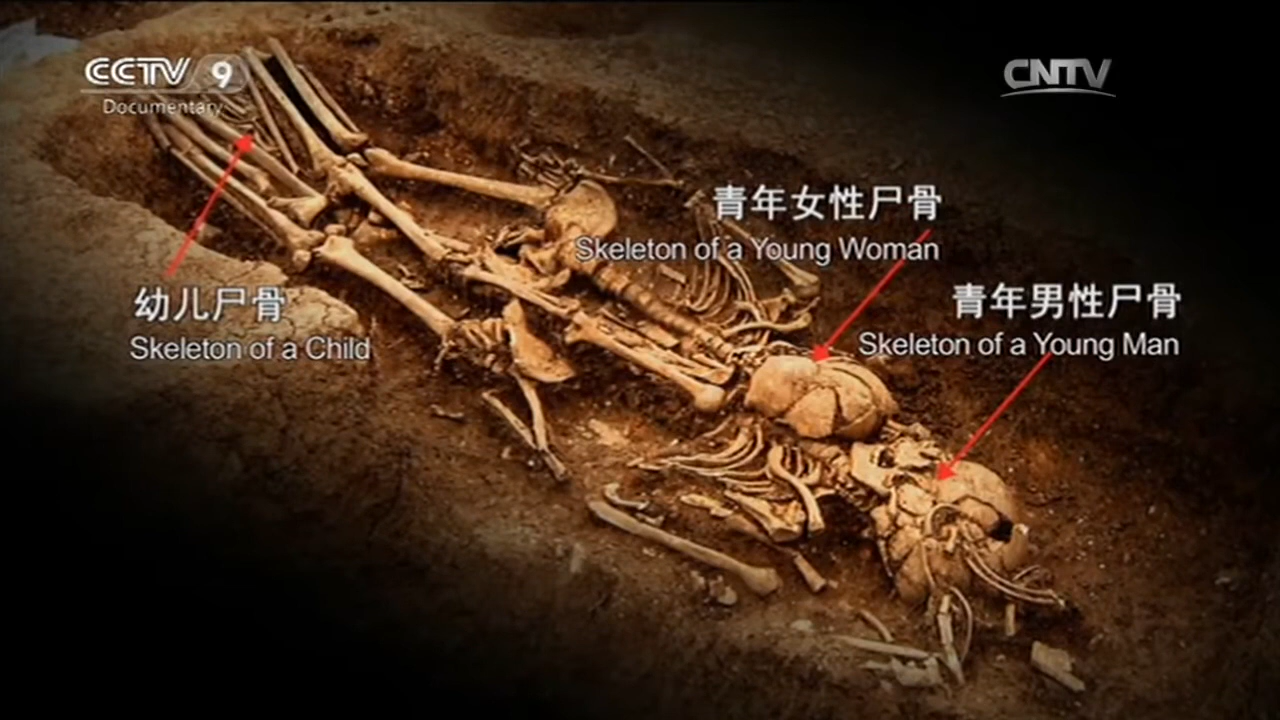 CCTV 9
Documentary
CNTV
青年女性尸骨
Skeleton of a Young Woman
青年男性尸骨
Skeleton of a Young Man
幼儿尸骨
Skeleton of a Child